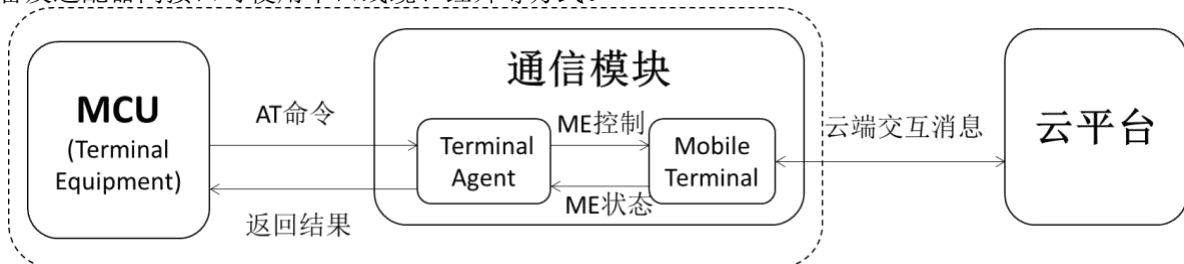 通信模块
MCU
(Terminal
Equipment)
AT命令
返回结果
Terminal
Agent
ME控制
ME状态
Mobile
Terminal
云端交互消息
云平台